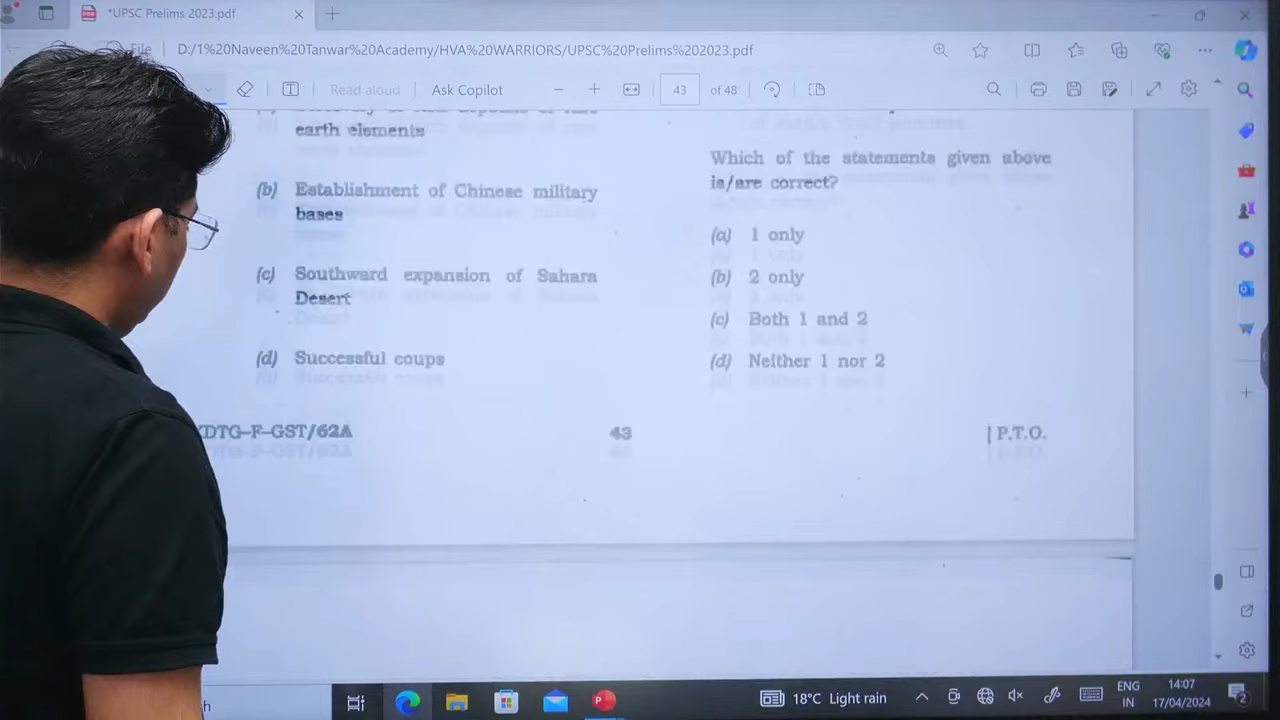 *UPSC Prelims 2023.pdf
File
D:/1%20Naveen%20Tanwar%20Academy/HVA%20WARRIORS/UPSC%20Prelims%202023.pdf
Read aloud
Ask Copilot
43
of 48
earth elements
(b) Establishment of Chinese military
bases
(c) Southward expansion of Sahara
Desert
(d) Successful coups
Which of the statements given above
is/are correct?
(a) 1 only
(b) 2 only
(c) Both 1 and 2
(d) Neither 1 nor 2
DTG-F-GST/62A
43
[ P.T.O.
18°C Light rain
ENG
IN
14:07
17/04/2024
2